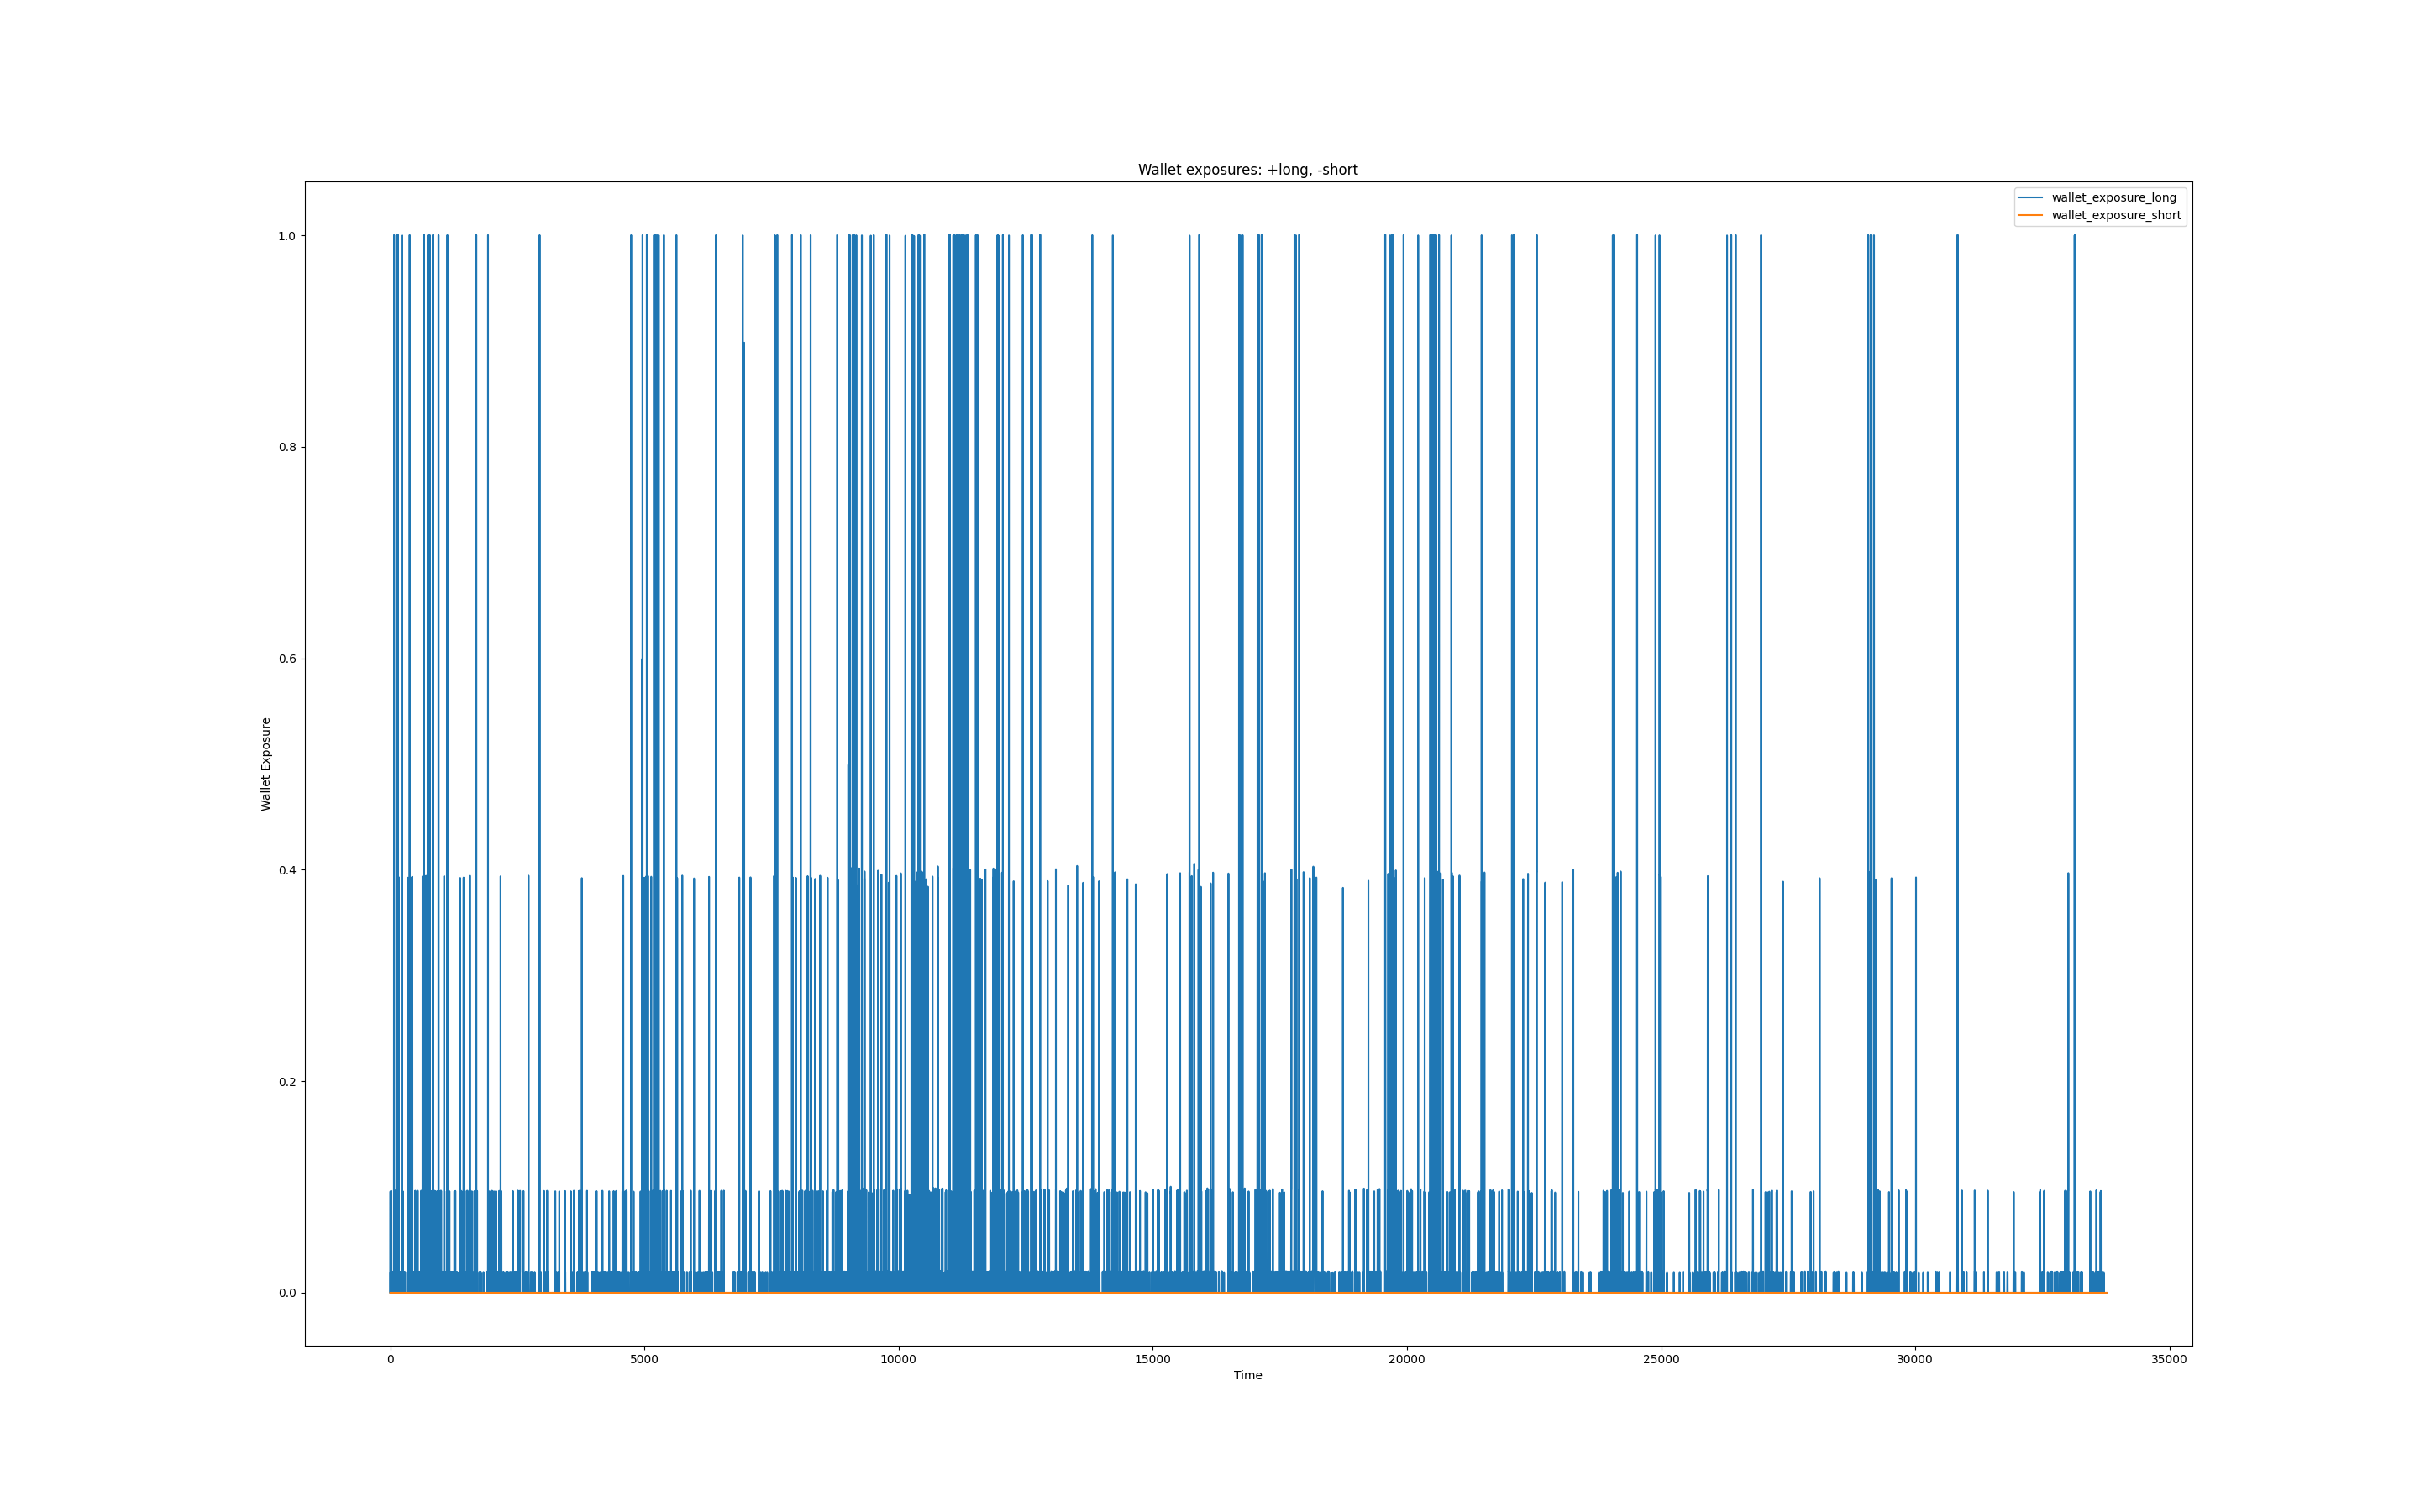 Wallet exposures: +long, -short
wallet_exposure_long
wallet_exposure_short
1.0
0.8
0.6
0.4
0.2
0.0
Wallet Exposure
0 5000 10000 15000 20000 25000 30000 35000
Time